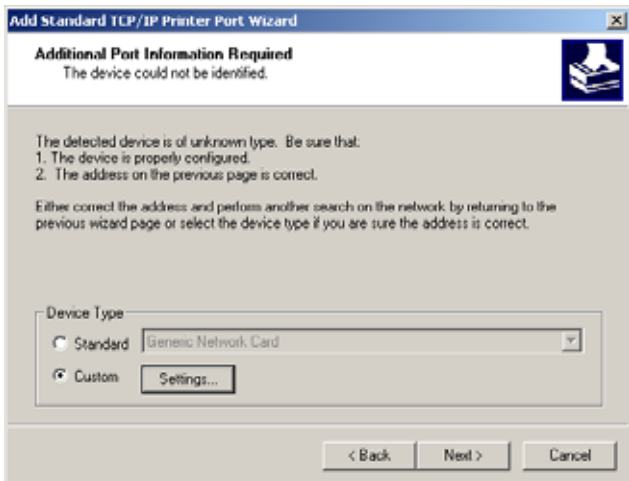 Add Standard TCP/IP Printer Port Wizard
Additional Port Information Required
The device could not be identified.
The detected device is of unknown type. Be sure that:
1. The device is properly configured.
2. The address on the previous page is correct.
Either correct the address and perform another search on the network by returning to the
previous wizard page or select the device type if you are sure the address is correct.
Device Type
Standard Generic Network Card
Custom Settings...
< Back Next > Cancel